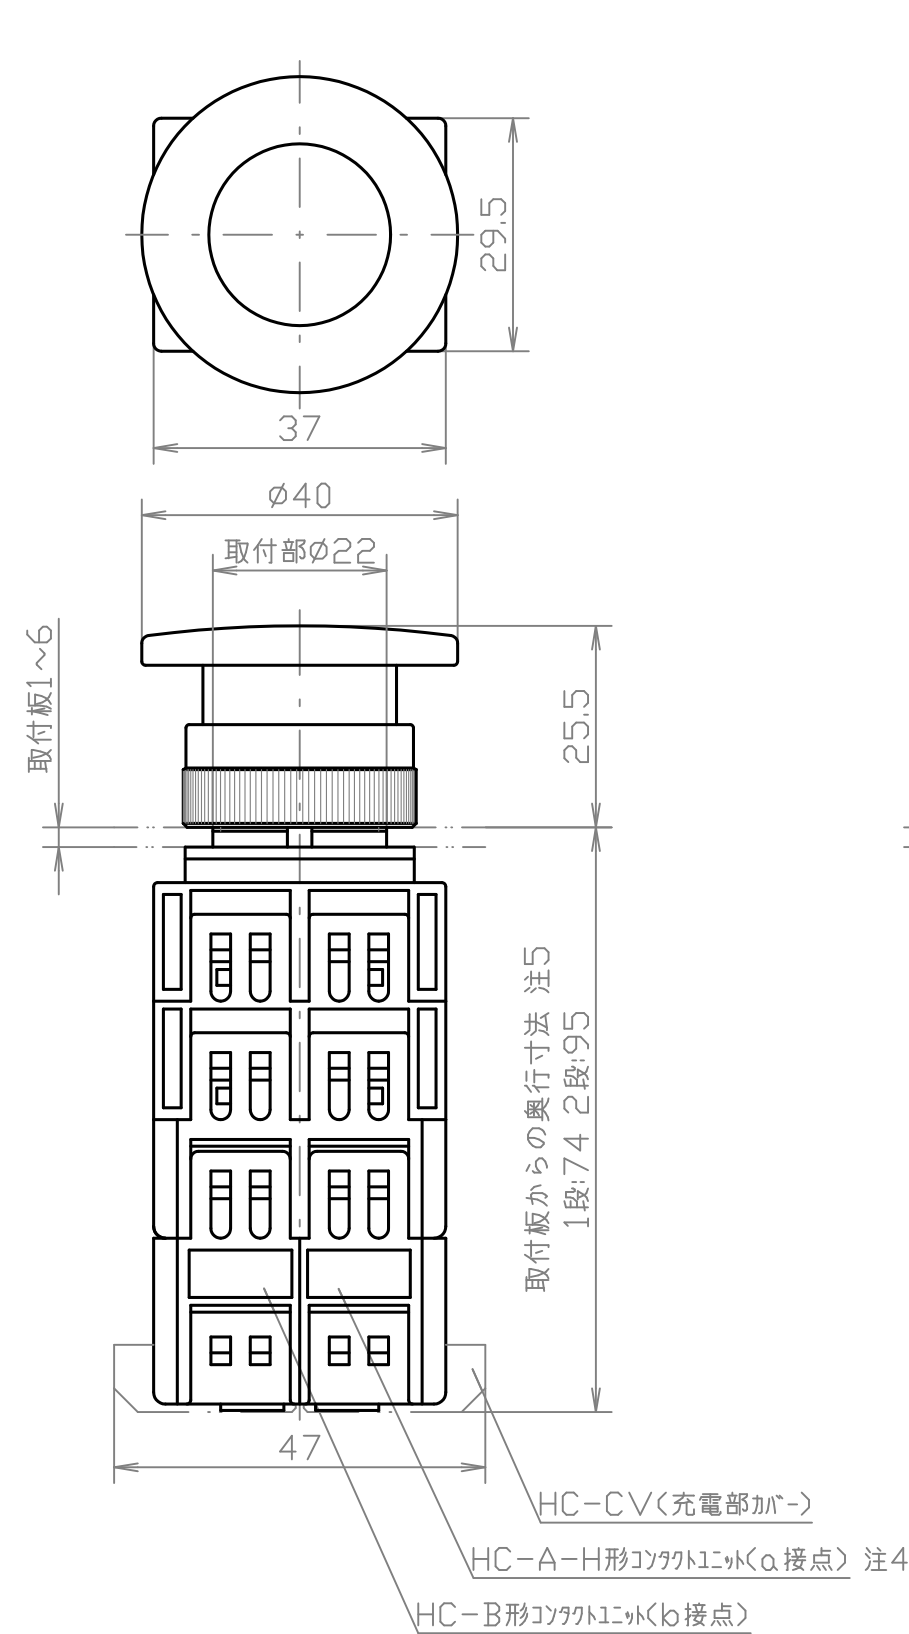 29.5
37
ø40
取付部ø22
取付板1～6
25.5
取付板からの奥行寸法 注5
1段:74 2段:95
47
HC-CV(充電部ｶﾊﾞｰ)
HC-A-H形ｺﾝﾀｸﾄﾕﾆｯﾄ(a接点) 注4
HC-B形ｺﾝﾀｸﾄﾕﾆｯﾄ(b接点)